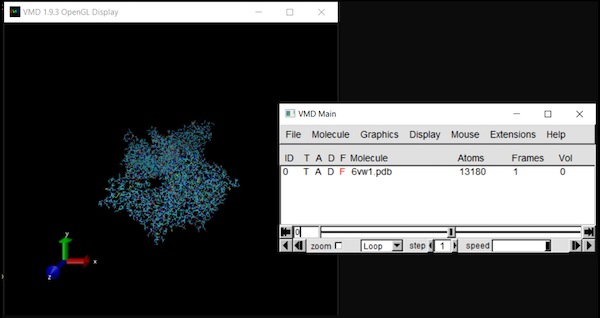 VMD 1.9.3 OpenGL Display
y
x
z
VMD Main
File Molecule Graphics Display Mouse Extensions Help
ID T A D F Molecule Atoms Frames Vol
0 T A D F 6vw1.pdb 13180 1 0
0
zoom Loop step 1 speed